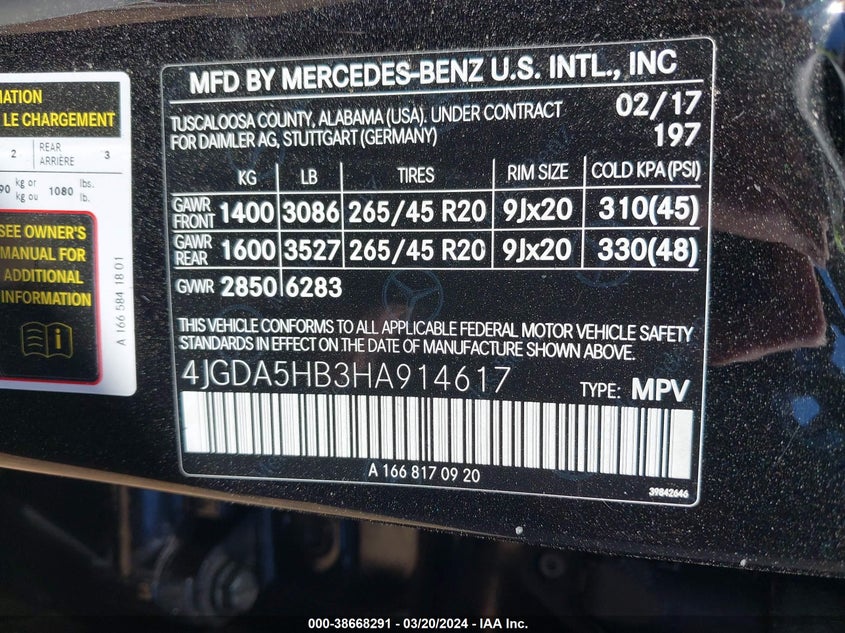 MATION
LE CHARGEMENT
2 REAR ARRIÈRE 3
90 kg or kg ou 1080 lbs. lb.
SEE OWNER'S
MANUAL FOR
ADDITIONAL
INFORMATION
A 166 584 18 01
MFD BY MERCEDES-BENZ U.S. INTL., INC
TUSCALOOSA COUNTY, ALABAMA (USA). UNDER CONTRACT 02/17
FOR DAIMLER AG, STUTTGART (GERMANY) 197
KG LB TIRES RIM SIZE COLD KPA (PSI)
GAWR FRONT 1400 3086 265/45 R20 9Jx20 310(45)
GAWR REAR 1600 3527 265/45 R20 9Jx20 330(48)
GVWR 2850 6283
THIS VEHICLE CONFORMS TO ALL APPLICABLE FEDERAL MOTOR VEHICLE SAFETY
STANDARDS IN EFFECT ON THE DATE OF MANUFACTURE SHOWN ABOVE.
4JGDA5HB3HA914617 TYPE: MPV
A 166 817 09 20
39842646
000-38668291 - 03/20/2024 - IAA Inc.